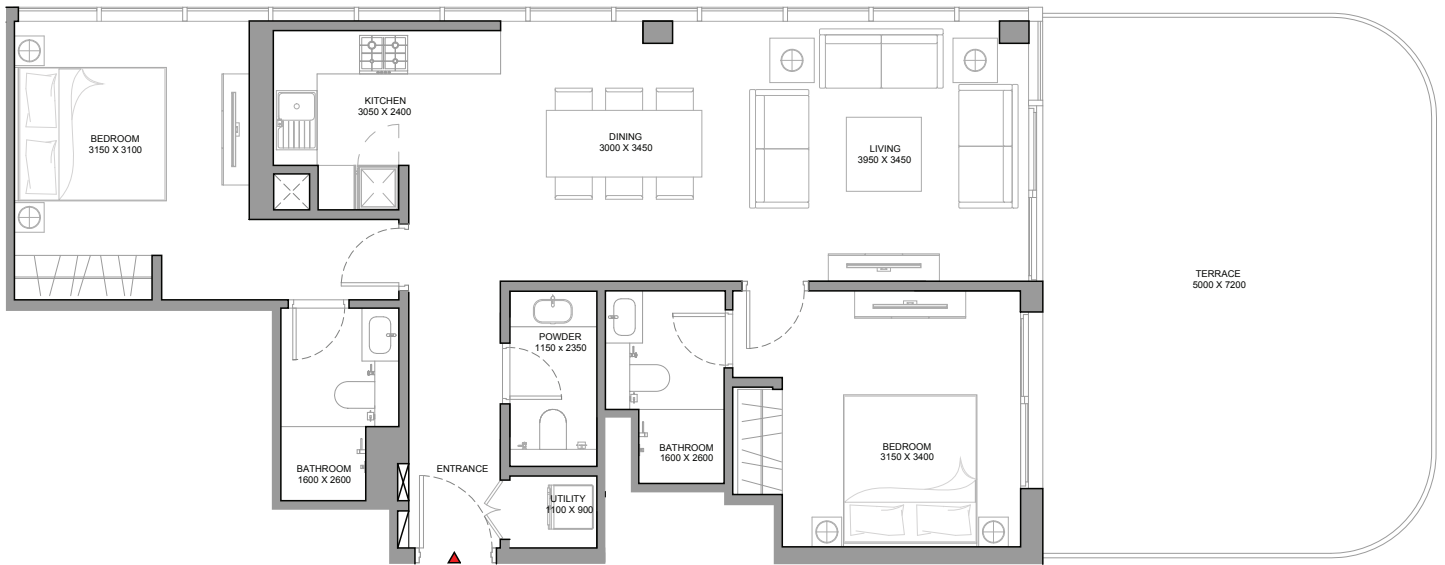 KITCHEN
3050 X 2400
BEDROOM
3150 X 3100
DINING
3000 X 3450
LIVING
3950 X 3450
TERRACE
5000 X 7200
POWDER
1150 x 2350
BATHROOM
1600 X 2600
ENTRANCE
BATHROOM
1600 X 2600
BEDROOM
3150 X 3400
UTILITY
1100 X 900